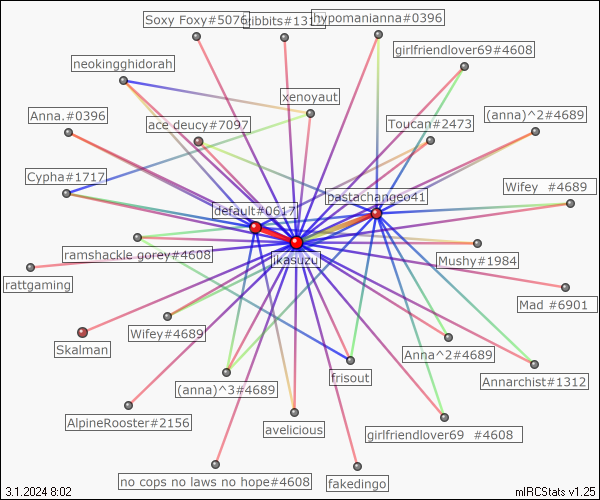 Soxy Foxy#5076
gibbits#131
hypomanianna#0396
girlfriendlover69#4608
neokingghidorah
xenoyaut
Anna.#0396
ace deucy#7097
Toucan#2473
(anna)^2#4689
Cypha#1717
pastachangeo41
Wifey #4689
default#0617
ramshackle gorey#4608
ikasuzu
Mushy#1984
rattgaming
Mad #6901
Wifey#4689
Skalman
Anna^2#4689
frisout
(anna)^3#4689
Annarchist#1312
AlpineRooster#2156
avelicious
girlfriendlover69 #4608
no cops no laws no hope#4608
fakedingo
3.1.2024 8:02
mIRCStats v1.25